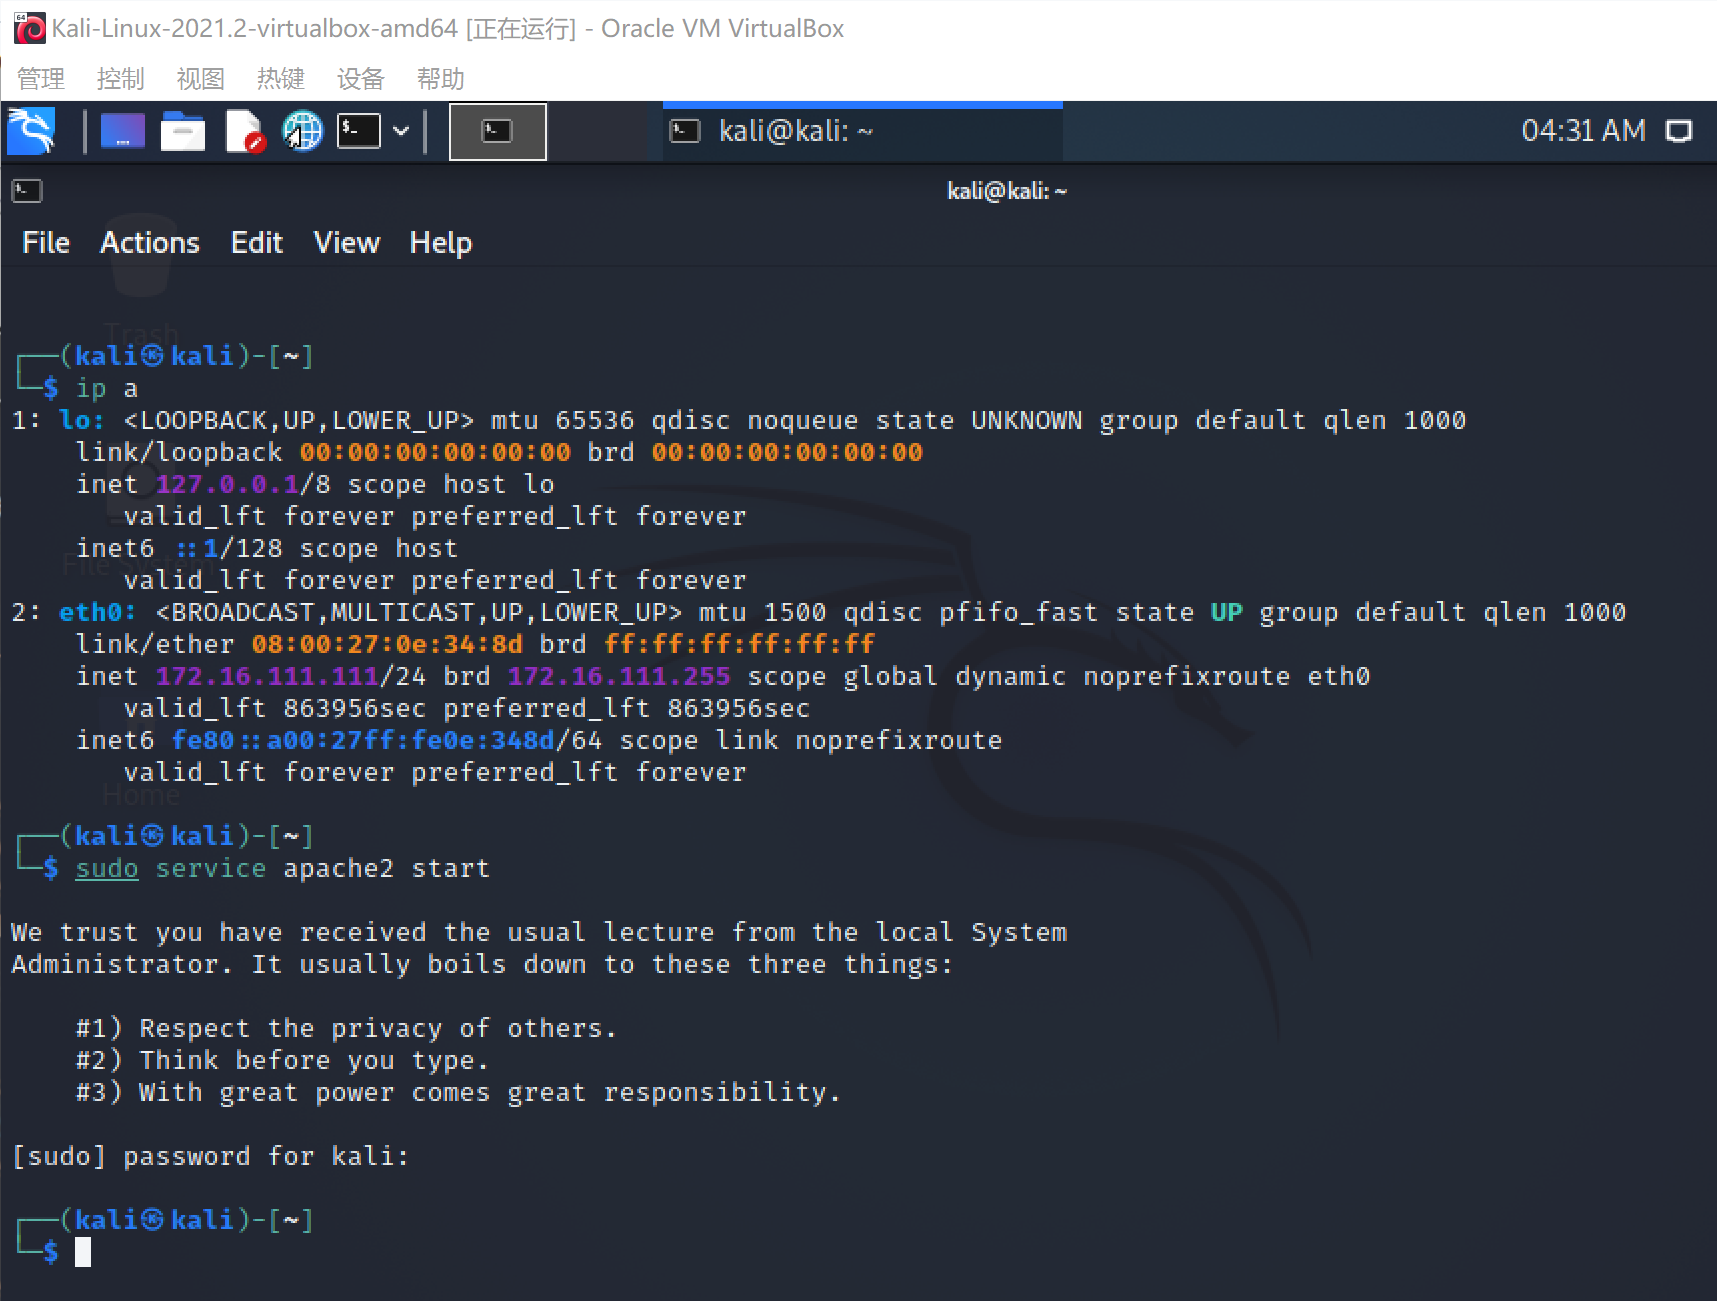 Kali-Linux-2021.2-virtualbox-amd64 [正在运行] - Oracle VM VirtualBox
管理 控制 视图 热键 设备 帮助
kali@kali: ~ 04:31 AM
kali@kali: ~
File Actions Edit View Help
Trash
┌──(kali㉿kali)-[~]
└─$ ip a
1: lo: <LOOPBACK,UP,LOWER_UP> mtu 65536 qdisc noqueue state UNKNOWN group default qlen 1000
link/loopback 00:00:00:00:00:00 brd 00:00:00:00:00:00
inet 127.0.0.1/8 scope host lo
valid_lft forever preferred_lft forever
inet6 ::1/128 scope host
File System
valid_lft forever preferred_lft forever
2: eth0: <BROADCAST,MULTICAST,UP,LOWER_UP> mtu 1500 qdisc pfifo_fast state UP group default qlen 1000
link/ether 08:00:27:0e:34:8d brd ff:ff:ff:ff:ff:ff
inet 172.16.111.111/24 brd 172.16.111.255 scope global dynamic noprefixroute eth0
valid_lft 863956sec preferred_lft 863956sec
inet6 fe80::a00:27ff:fe0e:348d/64 scope link noprefixroute
valid_lft forever preferred_lft forever
Home
┌──(kali㉿kali)-[~]
└─$ sudo service apache2 start
We trust you have received the usual lecture from the local System
Administrator. It usually boils down to these three things:
#1) Respect the privacy of others.
#2) Think before you type.
#3) With great power comes great responsibility.
[sudo] password for kali:
┌──(kali㉿kali)-[~]
└─$